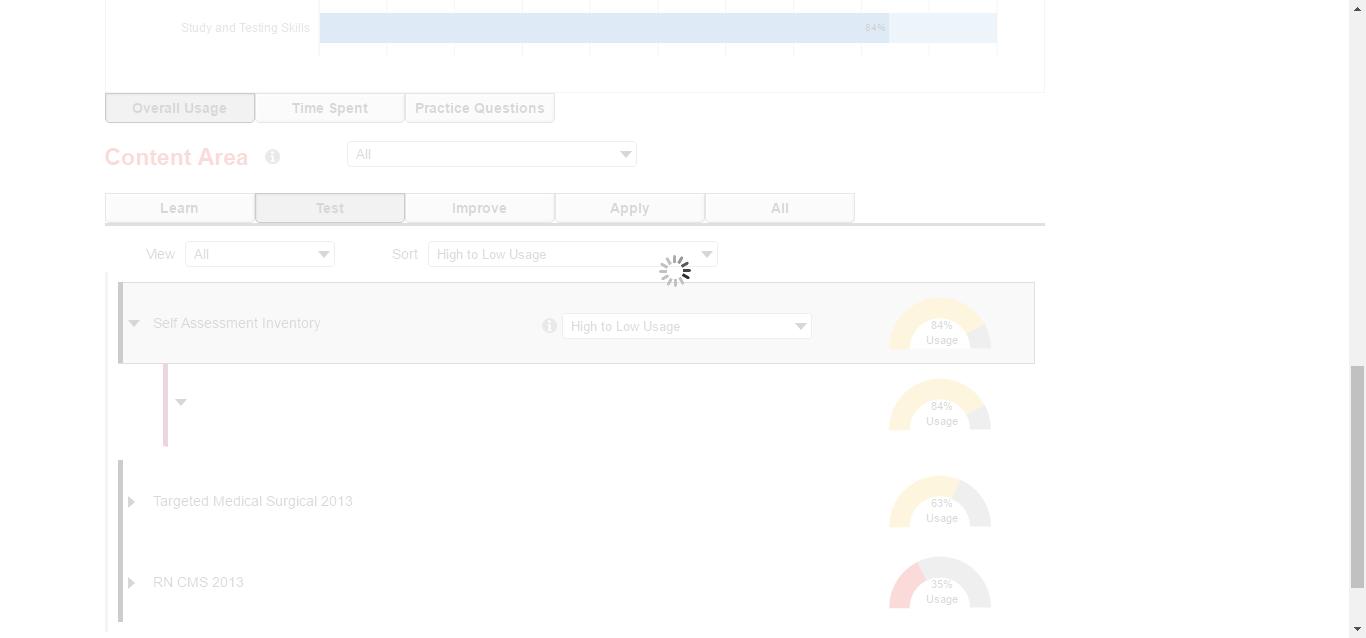 Study and Testing Skills 84%
Overall Usage Time Spent Practice Questions
Content Area All
Learn Test Improve Apply All
View All Sort High to Low Usage
Self Assessment Inventory High to Low Usage 84%
Usage
84%
Usage
Targeted Medical Surgical 2013 63%
Usage
RN CMS 2013 35%
Usage